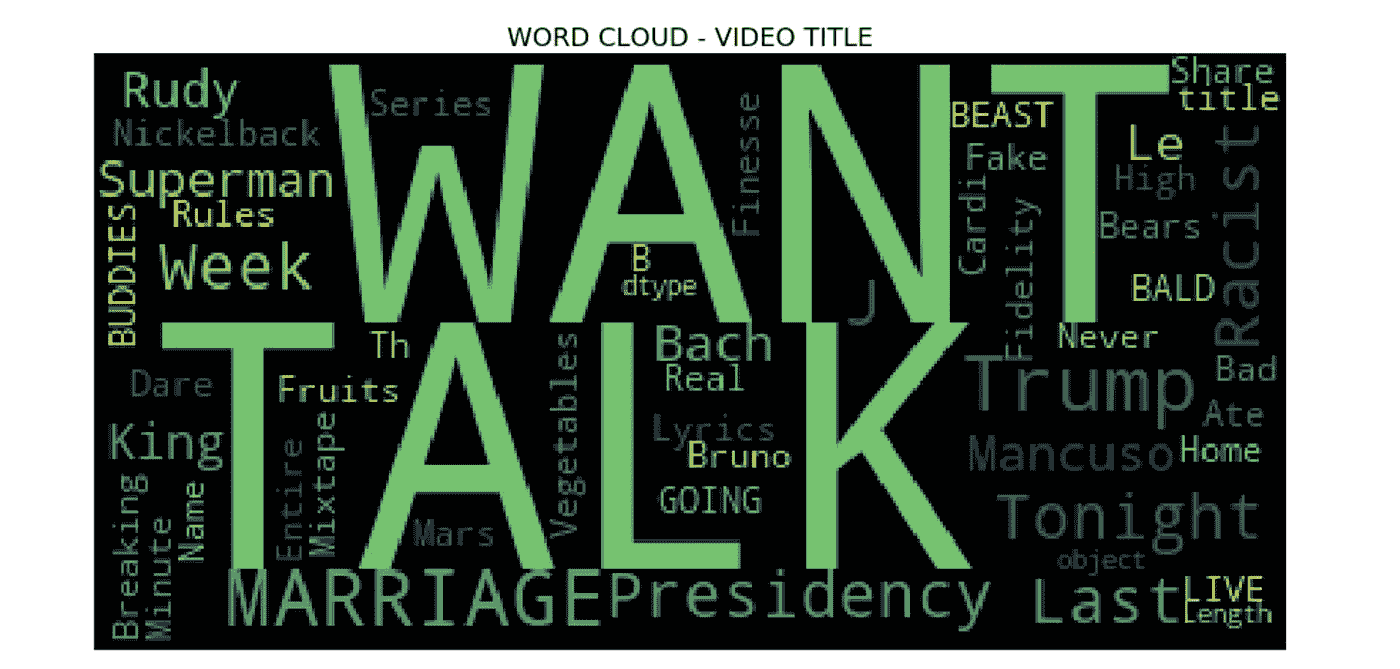 WORD CLOUD - VIDEO TITLE
WANT
TALK
Rudy
Series
Nickelback
Superman
Rules
BUDDIES
Week
Finesse
B
dtype
J
BEAST
Share
title
Le
Fake
High
Cardi
Fidelity
Bears
Racist
BALD
Never
Th
Bach
Real
Dare
Fruits
Vegetables
Lyrics
Bruno
Trump
Bad
Ate
King
Mancuso
Home
Breaking
Minute
Name
Entire
Mixtape
Mars
GOING
Tonight
object
MARRIAGE
Presidency
Last
LIVE
Length